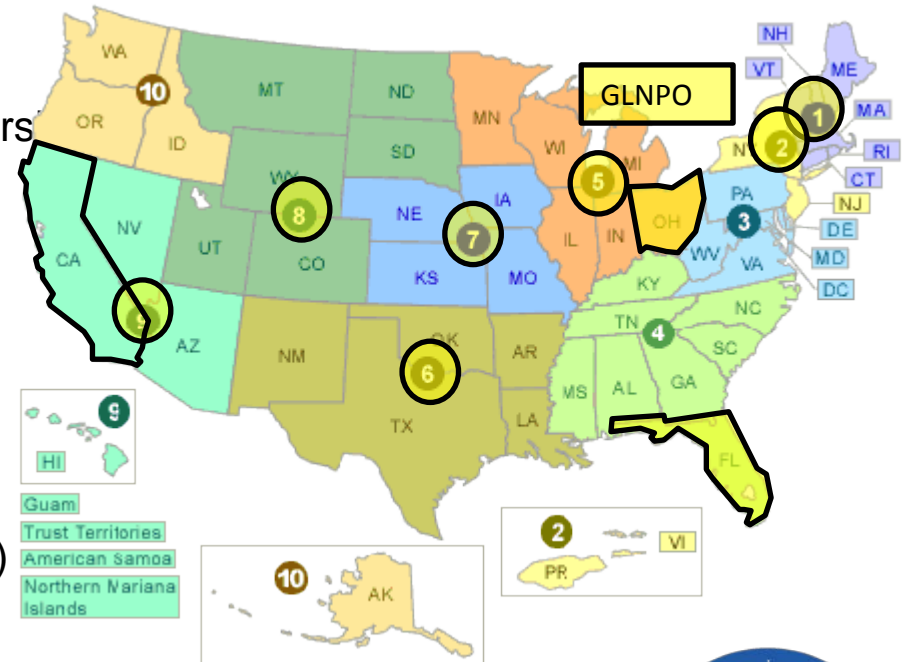 NH
VT
ME
WA
10
MT
ND
MN
GLNPO
1
MA
rs
OR
ID
SD
WI
MI
NY
2
RI
CT
WY
8
NE
IA
5
OH
PA
3
NJ
DE
NV
UT
CO
7
IL
IN
WV
VA
MD
DC
CA
9
KS
MO
KY
AZ
NM
OK
AR
TN
4
NC
SC
6
TX
LA
MS
AL
GA
FL
9
HI
Guam
Trust Territories
American Samoa
Northern Mariana
Islands
)
10
AK
2
VI
PR